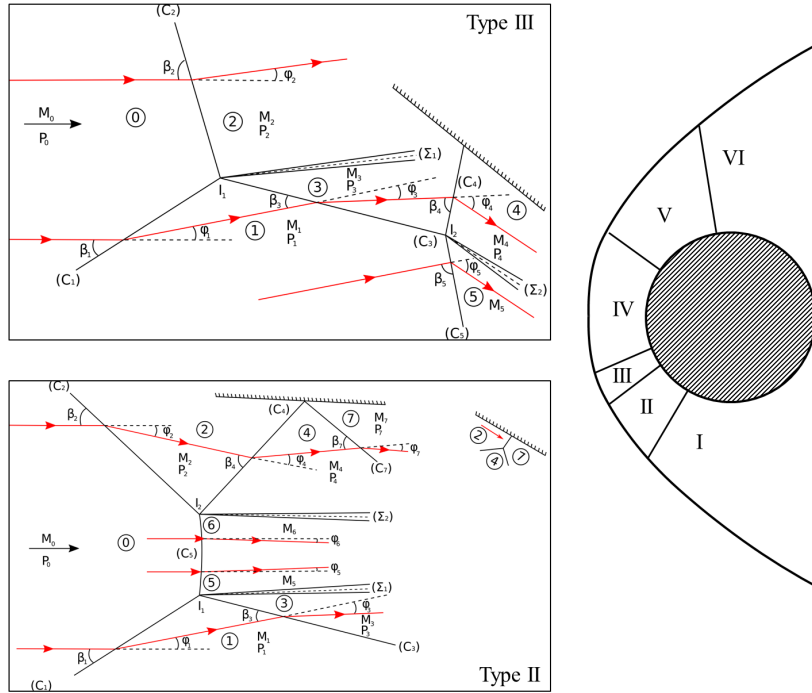 (C₂)
Type III
β₂
φ₂
M₀
P₀
⓪
②
M₂
P₂
(Σ₁)
I₁
M₃
P₃
③
φ₃
(C₄)
β₃
β₄
φ₄
④
β₁
φ₁
①
M₁
P₁
(C₃)
I₂
M₄
P₄
(C₁)
β₅
φ₅
(Σ₂)
⑤
M₅
(C₅)
(C₂)
(C₄)
β₂
φ₂
②
⑦
M₇
P₇
④
M₂
P₂
β₄
φ₄
M₄
P₄
β₇
φ₇
(C₇)
②
④
⑦
I₂
(Σ₂)
M₀
P₀
⓪
⑥
M₆
φ₆
(C₅)
⑤
M₅
φ₅
(Σ₁)
I₁
③
φ₃
β₃
M₃
P₃
β₁
φ₁
①
M₁
P₁
(C₃)
(C₁)
Type II
VI
V
IV
III
II
I